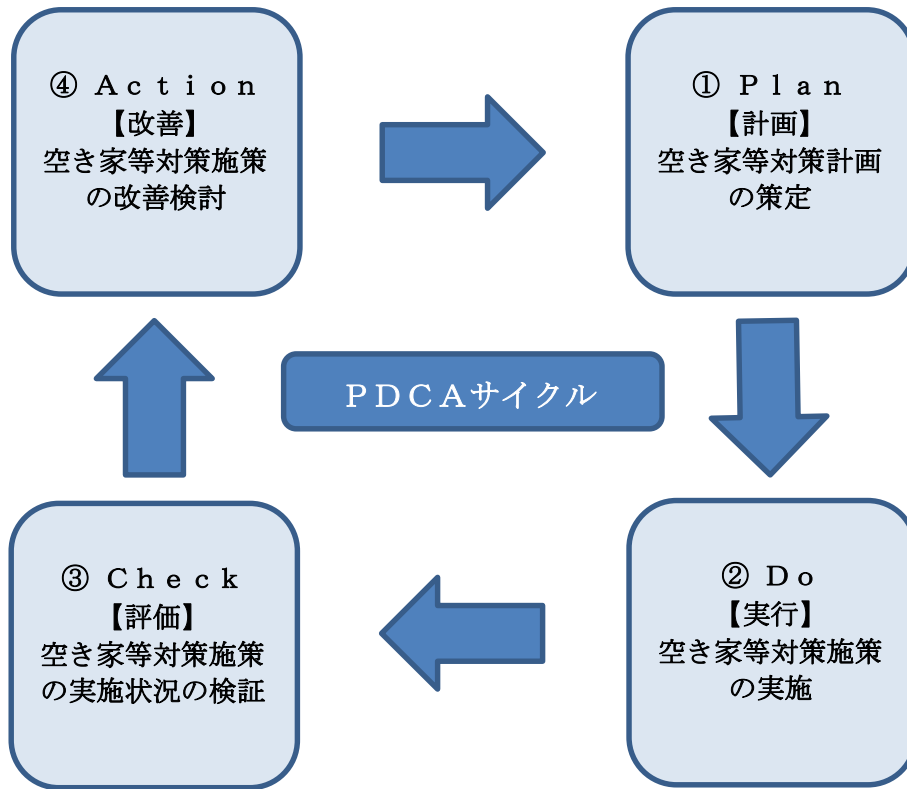 ④ Ａｃｔｉｏｎ
【改善】
空き家等対策施策
の改善検討
① Ｐｌａｎ
【計画】
空き家等対策計画
の策定
ＰＤＣＡサイクル
③ Ｃｈｅｃｋ
【評価】
空き家等対策施策
の実施状況の検証
② Ｄｏ
【実行】
空き家等対策施策
の実施